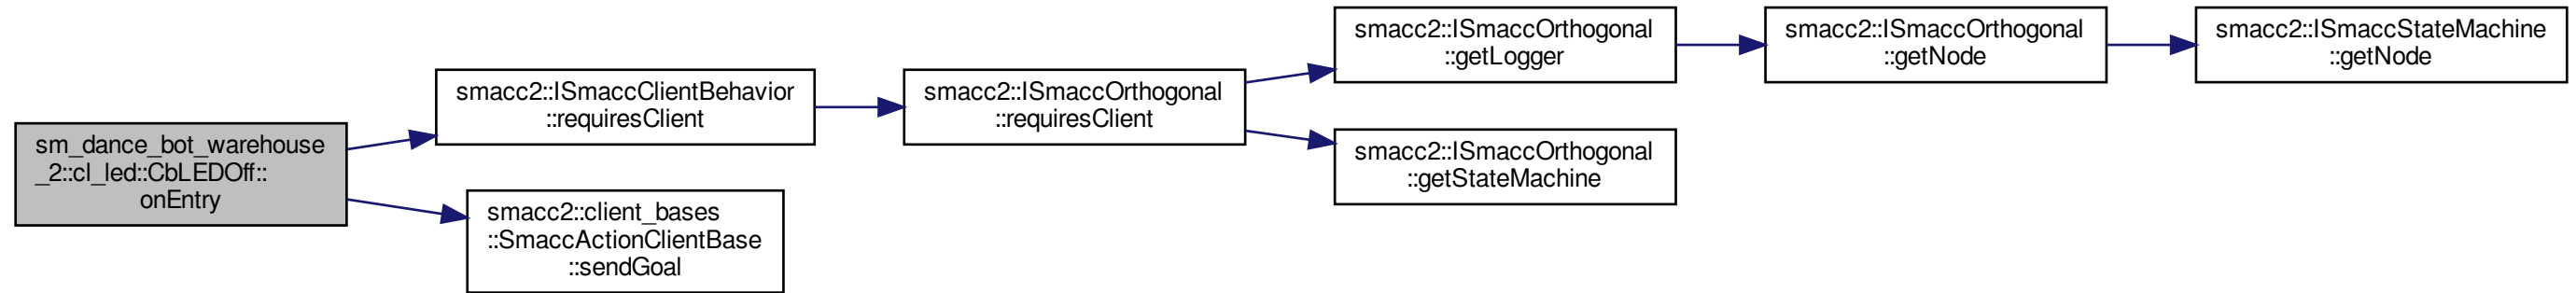 sm_dance_bot_warehouse
_2::cl_led::CbLEDOff::
onEntry
smacc2::ISmaccClientBehavior
::requiresClient
smacc2::ISmaccOrthogonal
::requiresClient
smacc2::ISmaccOrthogonal
::getLogger
smacc2::ISmaccOrthogonal
::getNode
smacc2::ISmaccStateMachine
::getNode
smacc2::ISmaccOrthogonal
::getStateMachine
smacc2::client_bases
::SmaccActionClientBase
::sendGoal